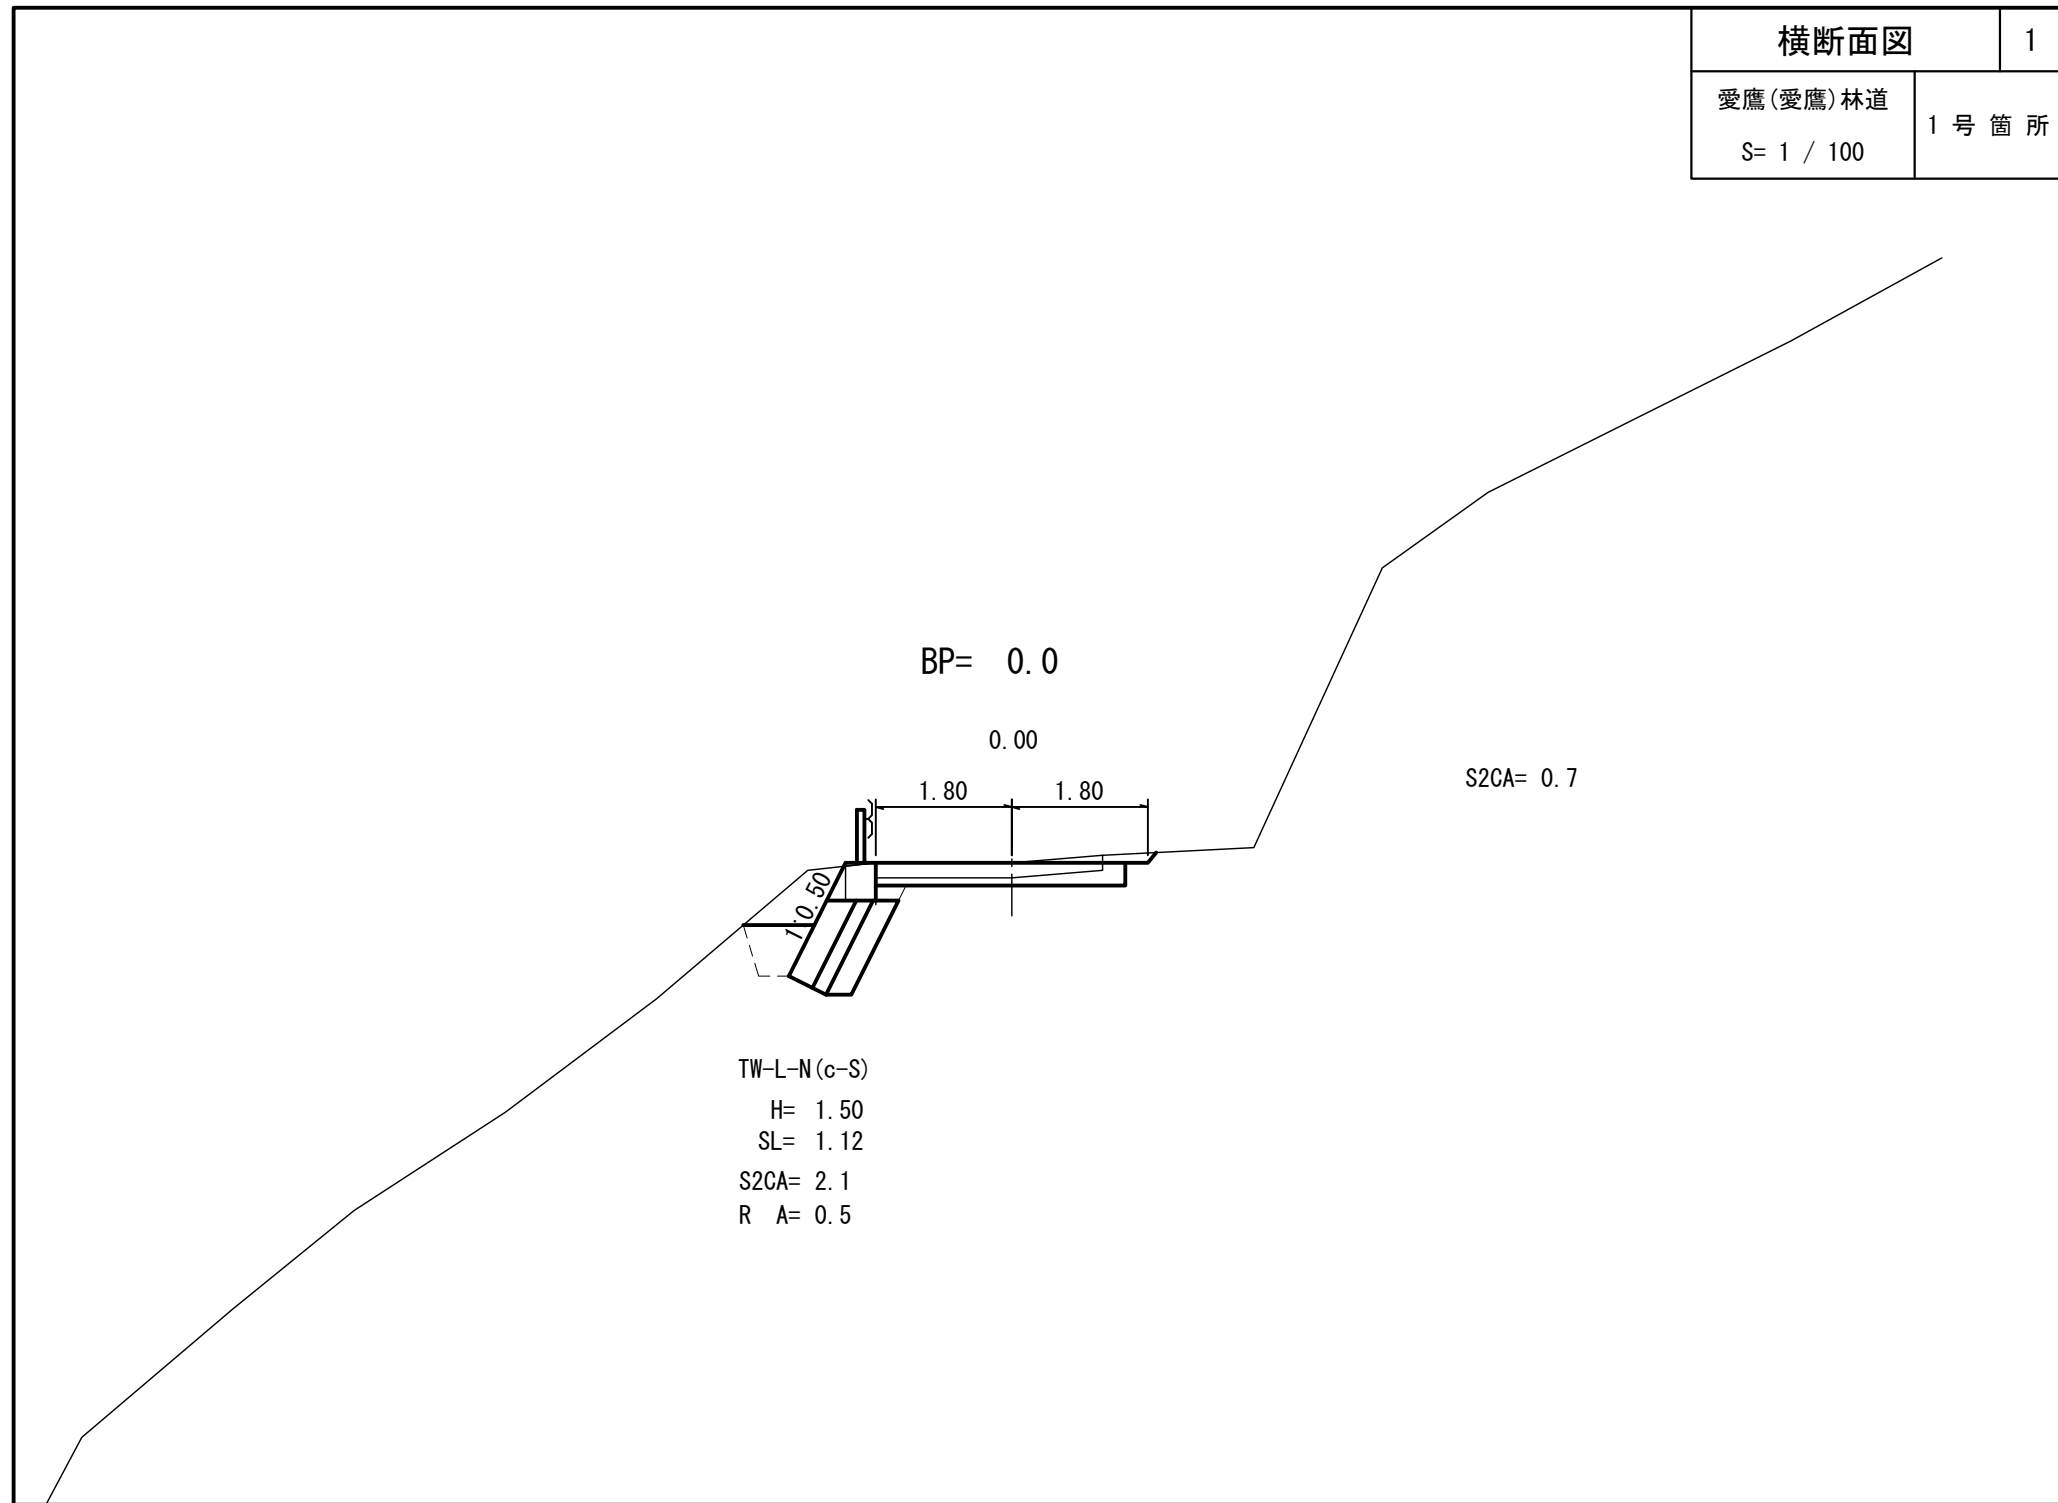 横断面図 1
愛鷹(愛鷹)林道
S= 1 / 100
1 号 箇 所
BP= 0.0
0.00
S2CA= 0.7
1.80 1.80
1:0.50
TW-L-N(c-S)
H= 1.50
SL= 1.12
S2CA= 2.1
R A= 0.5